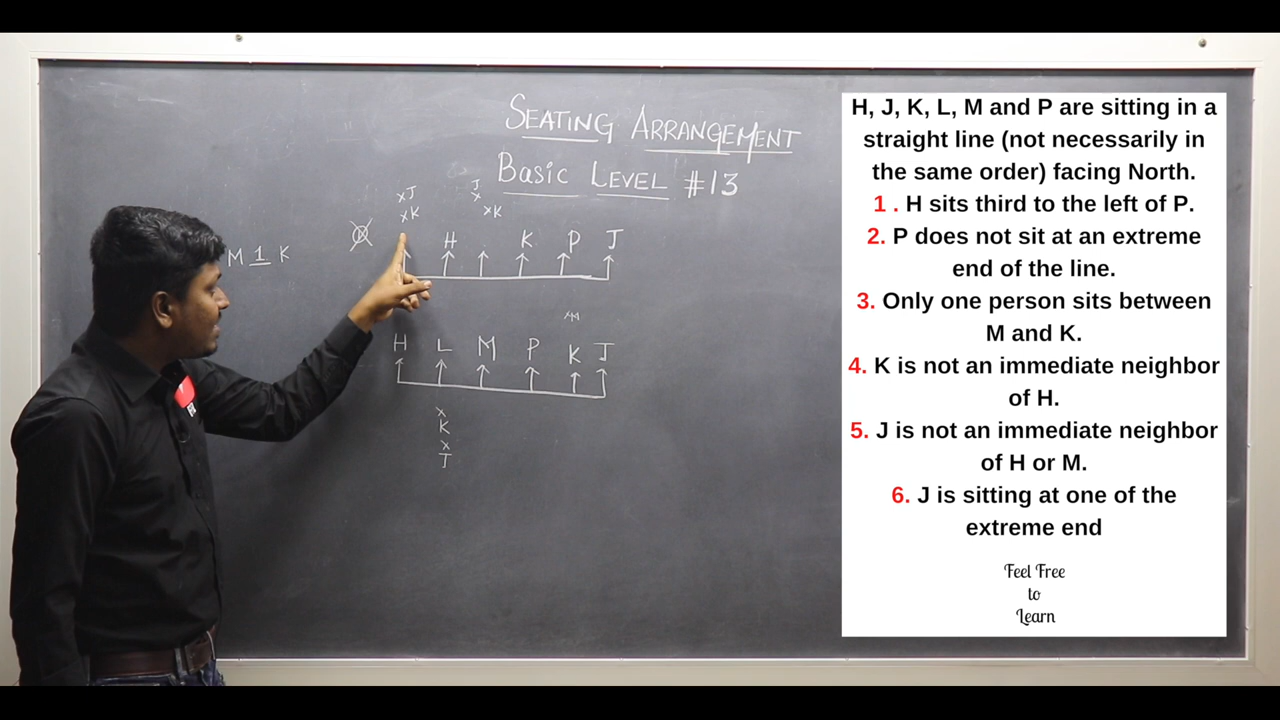 SEATING ARRANGEMENT
Basic LEVEL #13
xJ
xK
J
x
xK
P
M 1 K
H K P J
xM
H L M P K J
x
K
x
J
H, J, K, L, M and P are sitting in a
straight line (not necessarily in
the same order) facing North.
1 . H sits third to the left of P.
2. P does not sit at an extreme
end of the line.
3. Only one person sits between
M and K.
4. K is not an immediate neighbor
of H.
5. J is not an immediate neighbor
of H or M.
6. J is sitting at one of the
extreme end
Feel Free
to
Learn